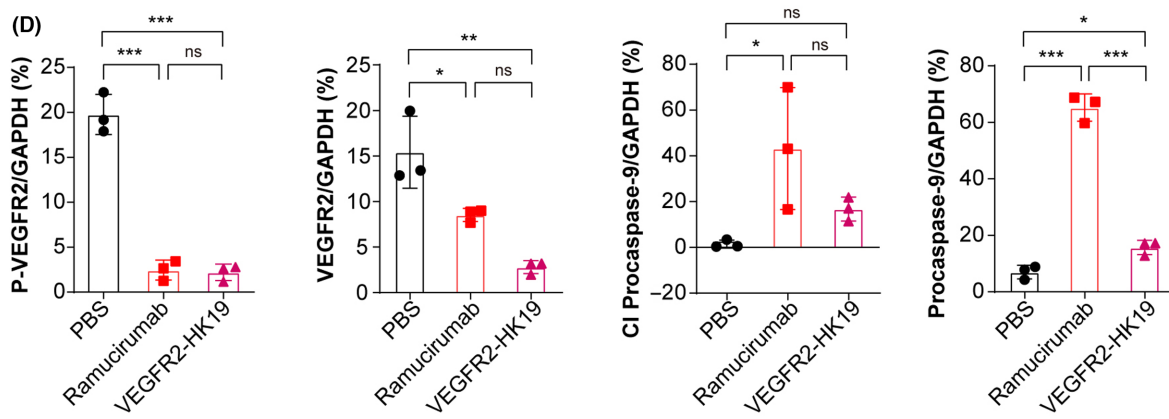 (D)
P-VEGFR2/GAPDH (%)
25
20
15
10
5
0
***
***
ns
PBS
Ramucirumab
VEGFR2-HK19
VEGFR2/GAPDH (%)
25
20
15
10
5
0
**
*
ns
PBS
Ramucirumab
VEGFR2-HK19
Cl Procaspase-9/GAPDH (%)
80
60
40
20
0
−20
ns
*
ns
PBS
Ramucirumab
VEGFR2-HK19
Procaspase-9/GAPDH (%)
80
60
40
20
0
*
***
***
PBS
Ramucirumab
VEGFR2-HK19